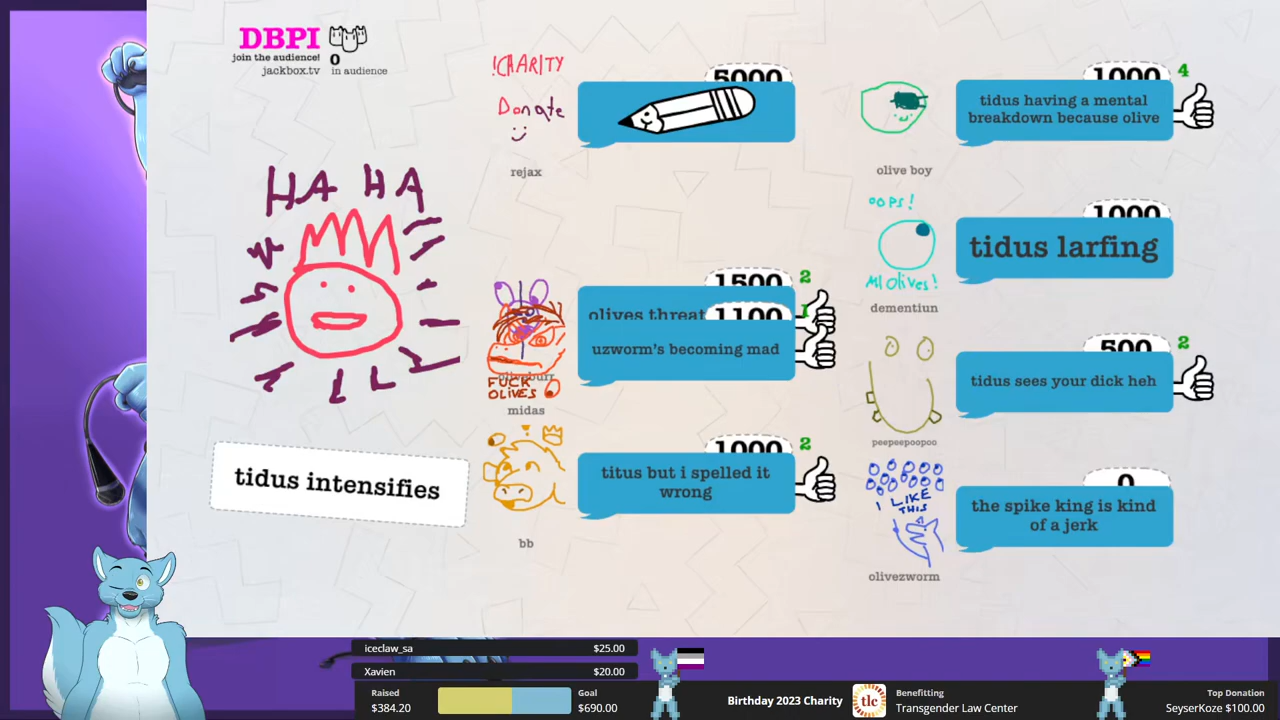 DBPI
join the audience!
jackbox.tv
0
in audience
HA HA
tidus intensifies
!CHARITY
Donate
rejax
5000
1500
2
olives threat
1100
1
uzworm's becoming mad
FUCK
OLIVES
midas
1000
2
titus but i spelled it
wrong
bb
1000
4
tidus having a mental
breakdown because olive
olive boy
OOPS!
1000
tidus larfing
MI OLIVES!
dementiun
500
2
tidus sees your dick heh
peepeepoopoo
0
the spike king is kind
of a jerk
I LIKE
THIS
olivezworm
iceclaw_sa $25.00
Xavien $20.00
Raised
$384.20
Goal
$690.00
Birthday 2023 Charity
tlc
Benefitting
Transgender Law Center
Top Donation
SeyserKoze $100.00